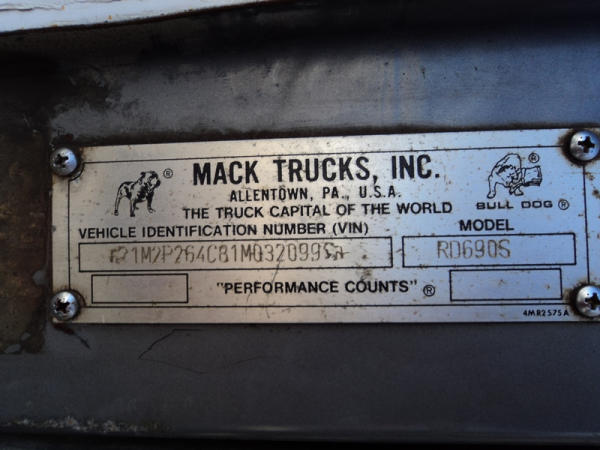 MACK TRUCKS, INC.
ALLENTOWN, PA., U.S.A.
THE TRUCK CAPITAL OF THE WORLD
BULL DOG ®
VEHICLE IDENTIFICATION NUMBER (VIN)
MODEL
RD690S
"PERFORMANCE COUNTS" ®
4MR2575A